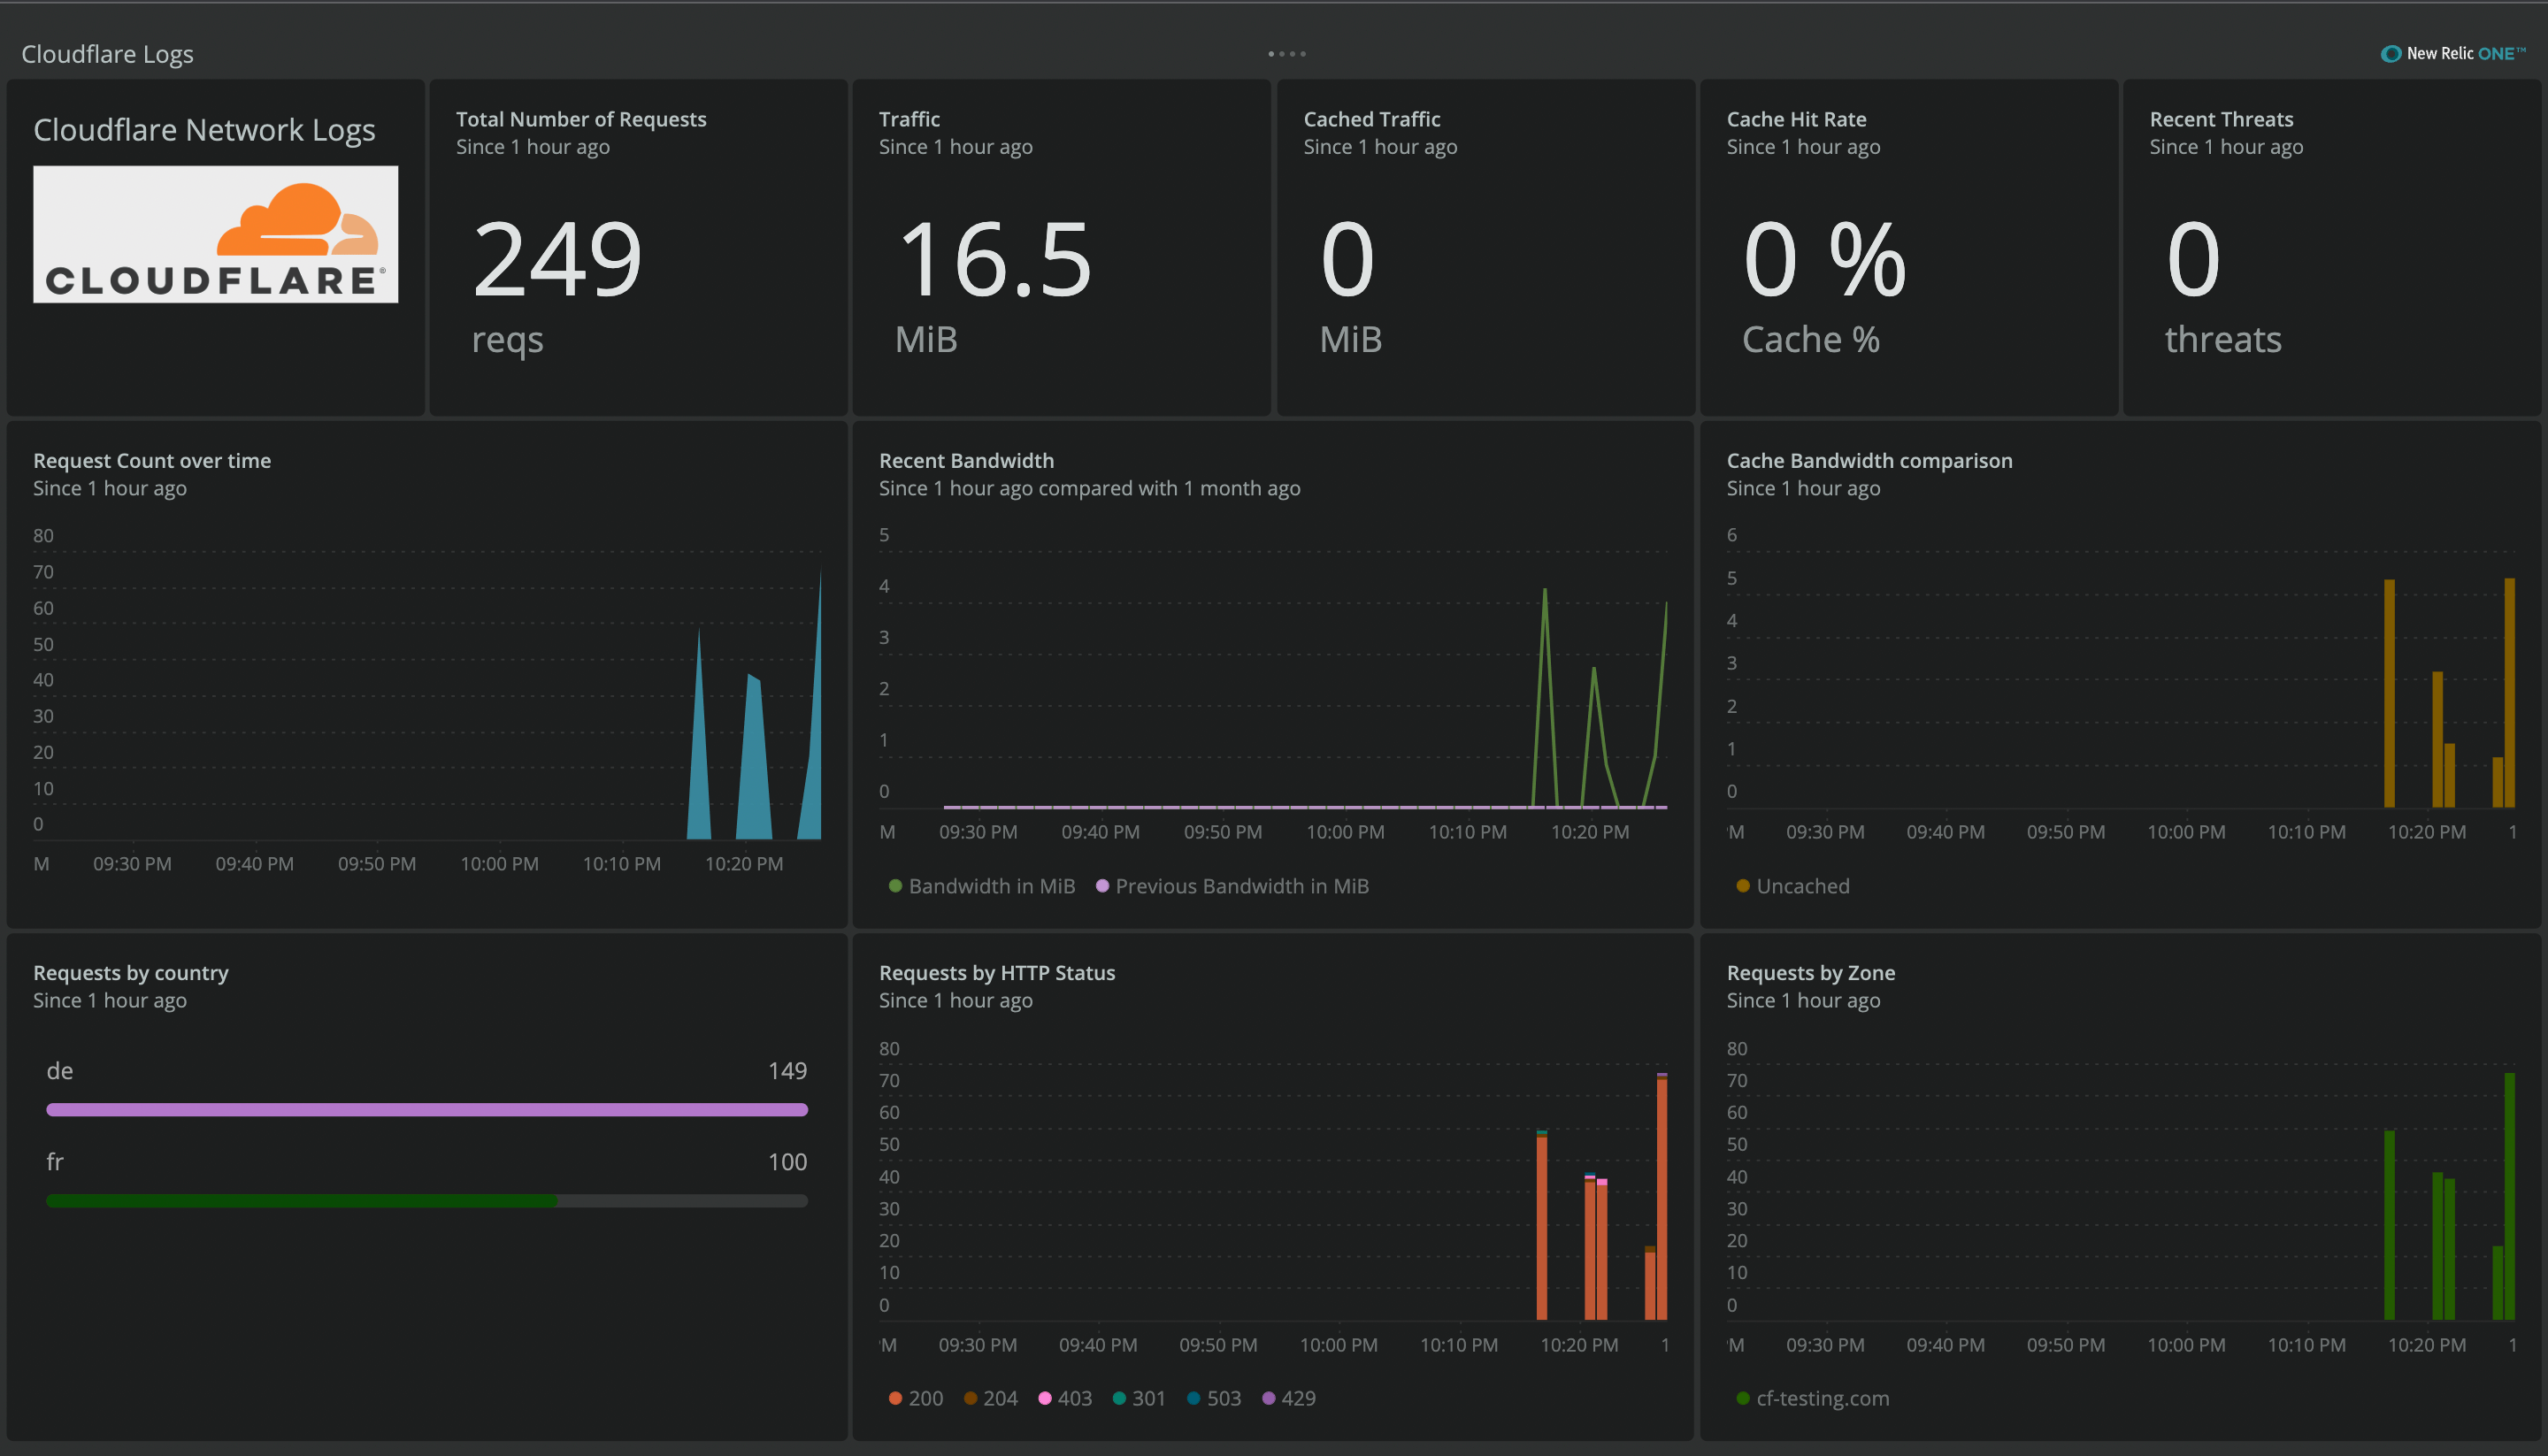 Cloudflare Logs
New Relic ONE™
Cloudflare Network Logs
CLOUDFLARE®
Total Number of Requests
Since 1 hour ago
249
reqs
Traffic
Since 1 hour ago
16.5
MiB
Cached Traffic
Since 1 hour ago
0
MiB
Cache Hit Rate
Since 1 hour ago
0 %
Cache %
Recent Threats
Since 1 hour ago
0
threats
Request Count over time
Since 1 hour ago
80
70
60
50
40
30
20
10
0
M 09:30 PM 09:40 PM 09:50 PM 10:00 PM 10:10 PM 10:20 PM
Recent Bandwidth
Since 1 hour ago compared with 1 month ago
5
4
3
2
1
0
M 09:30 PM 09:40 PM 09:50 PM 10:00 PM 10:10 PM 10:20 PM
Bandwidth in MiB Previous Bandwidth in MiB
Cache Bandwidth comparison
Since 1 hour ago
6
5
4
3
2
1
0
M 09:30 PM 09:40 PM 09:50 PM 10:00 PM 10:10 PM 10:20 PM 1
Uncached
Requests by country
Since 1 hour ago
de 149
fr 100
Requests by HTTP Status
Since 1 hour ago
80
70
60
50
40
30
20
10
0
M 09:30 PM 09:40 PM 09:50 PM 10:00 PM 10:10 PM 10:20 PM 1
200 204 403 301 503 429
Requests by Zone
Since 1 hour ago
80
70
60
50
40
30
20
10
0
M 09:30 PM 09:40 PM 09:50 PM 10:00 PM 10:10 PM 10:20 PM 1
cf-testing.com